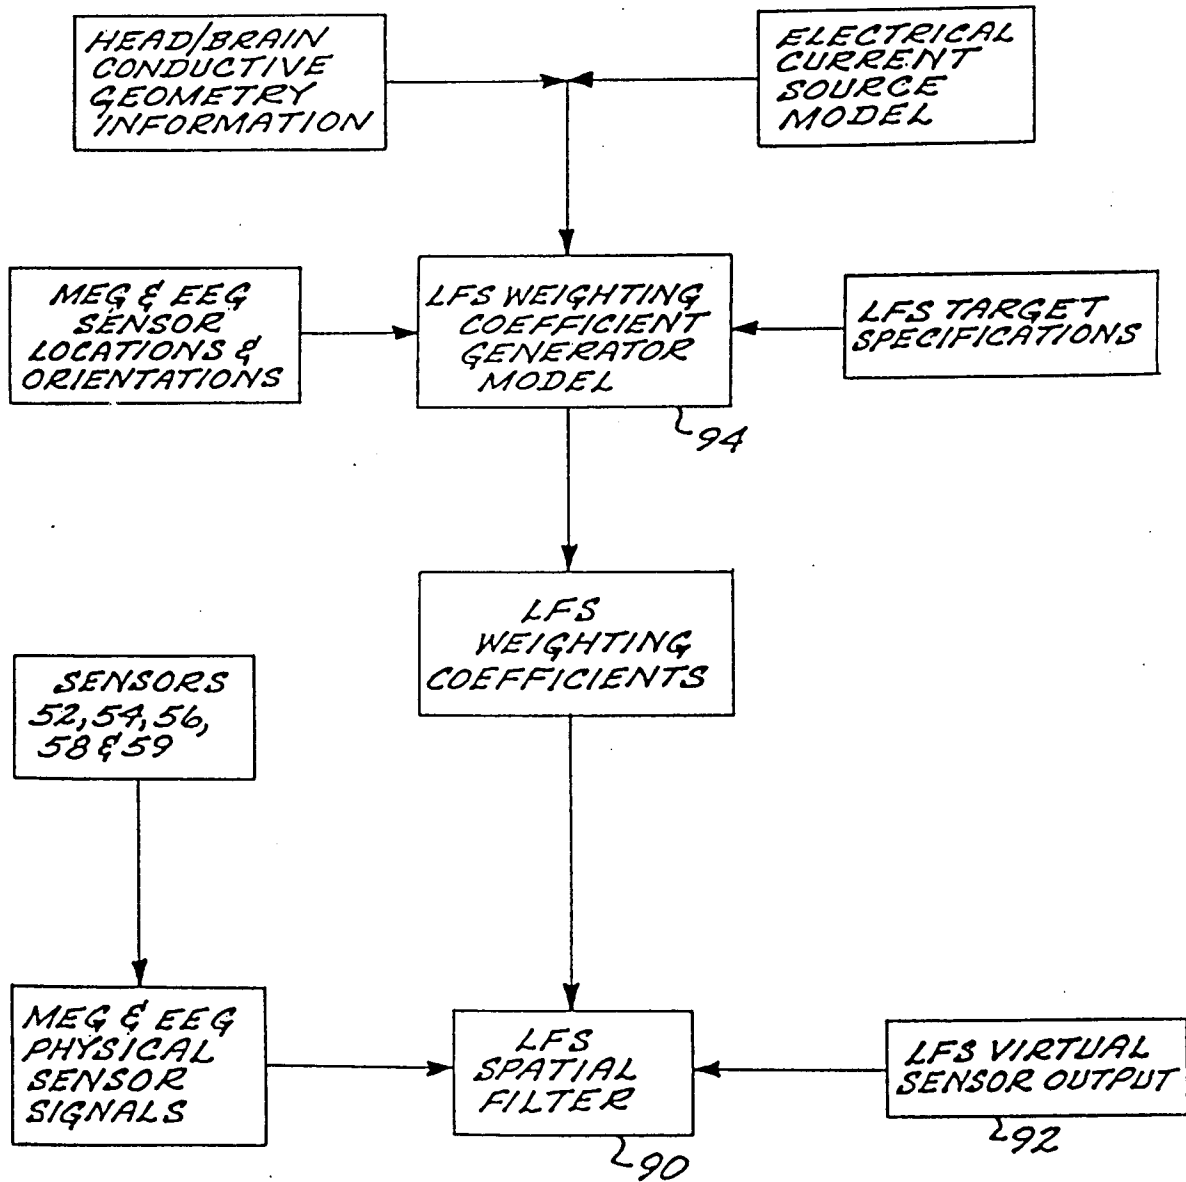 HEAD/BRAIN
CONDUCTIVE
GEOMETRY
INFORMATION
ELECTRICAL
CURRENT
SOURCE
MODEL
MEG & EEG
SENSOR
LOCATIONS &
ORIENTATIONS
LFS WEIGHTING
COEFFICIENT
GENERATOR
MODEL
94
LFS TARGET
SPECIFICATIONS
LFS
WEIGHTING
COEFFICIENTS
SENSORS
52, 54, 56,
58 & 59
MEG & EEG
PHYSICAL
SENSOR
SIGNALS
LFS
SPATIAL
FILTER
90
LFS VIRTUAL
SENSOR OUTPUT
92